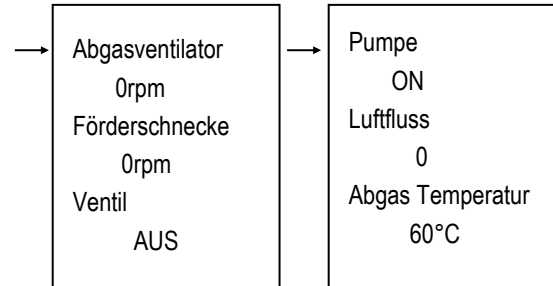 Abgasventilator
0rpm
Förderschnecke
0rpm
Ventil
AUS
Pumpe
ON
Luftfluss
0
Abgas Temperatur
60°C